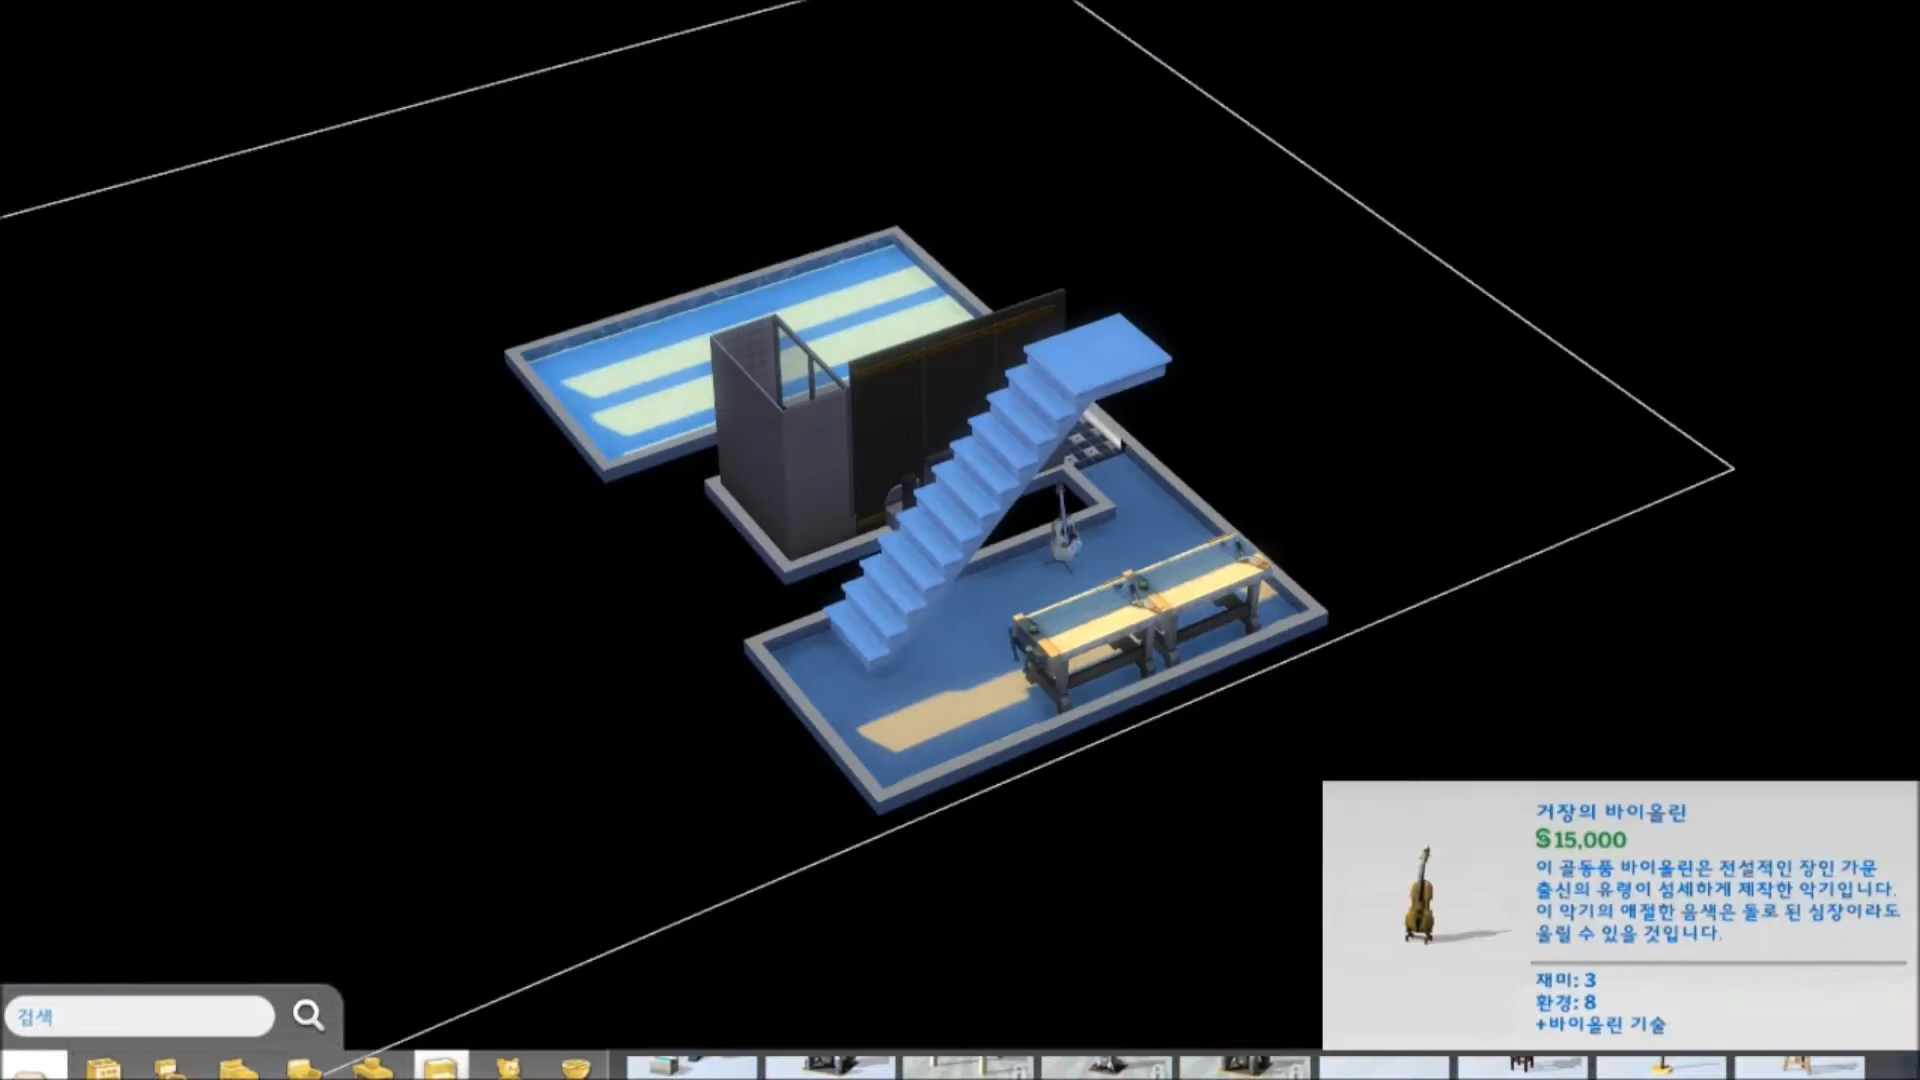 거장의 바이올린
§15,000
이 골동품 바이올린은 전설적인 장인 가문
출신의 유령이 섬세하게 제작한 악기입니다.
이 악기의 애절한 음색은 돌로 된 심장이라도
울릴 수 있을 것입니다.
재미: 3
환경: 8
+바이올린 기술
검색